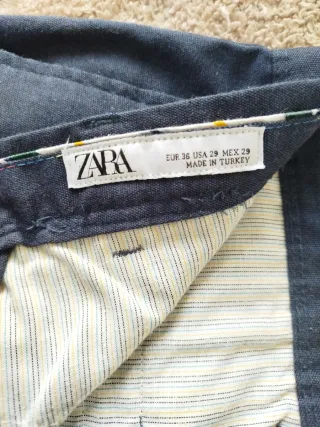 ZARA
EUR 36 USA 29 MEX 29
MADE IN TURKEY